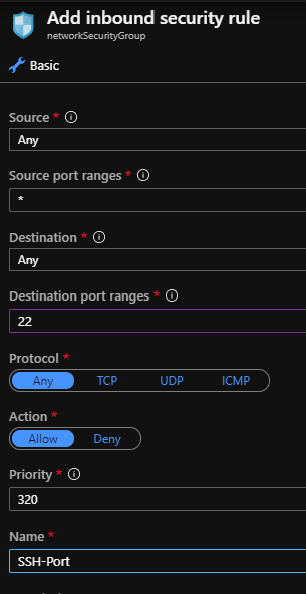 Add inbound security rule
networkSecurityGroup
Basic
Source *
Any
Source port ranges *
*
Destination *
Any
Destination port ranges *
22
Protocol *
Any TCP UDP ICMP
Action *
Allow Deny
Priority *
320
Name *
SSH-Port